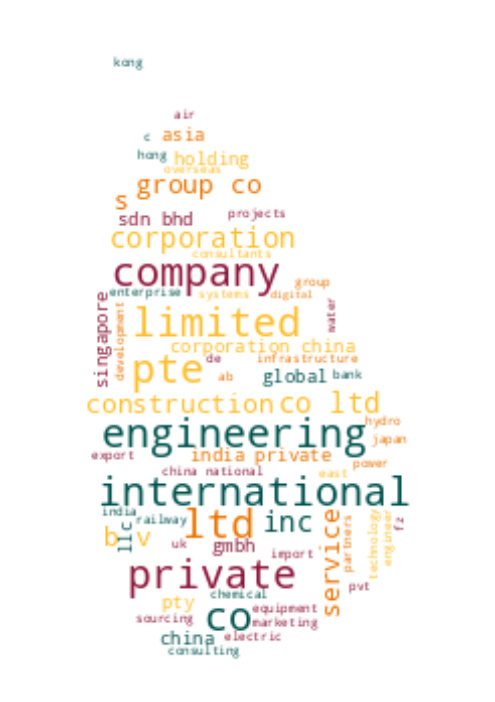 kong
air
c asia
hong holding
overseas
group co
s
sdn bhd projects
corporation
consultants
company
group
enterprise systems digital
singapore
development
limited
water
corporation china
de infrastructure
pte
ab global bank
construction co ltd
hydro
engineering
japan
export india private
power
china national
east
international
india
railway
ltd inc
llc
b v
service
partners
technology
engineer
fz
uk gmbh
import
private
pvt
chemical
pty
co
equipment
sourcing marketing
china electric
consulting